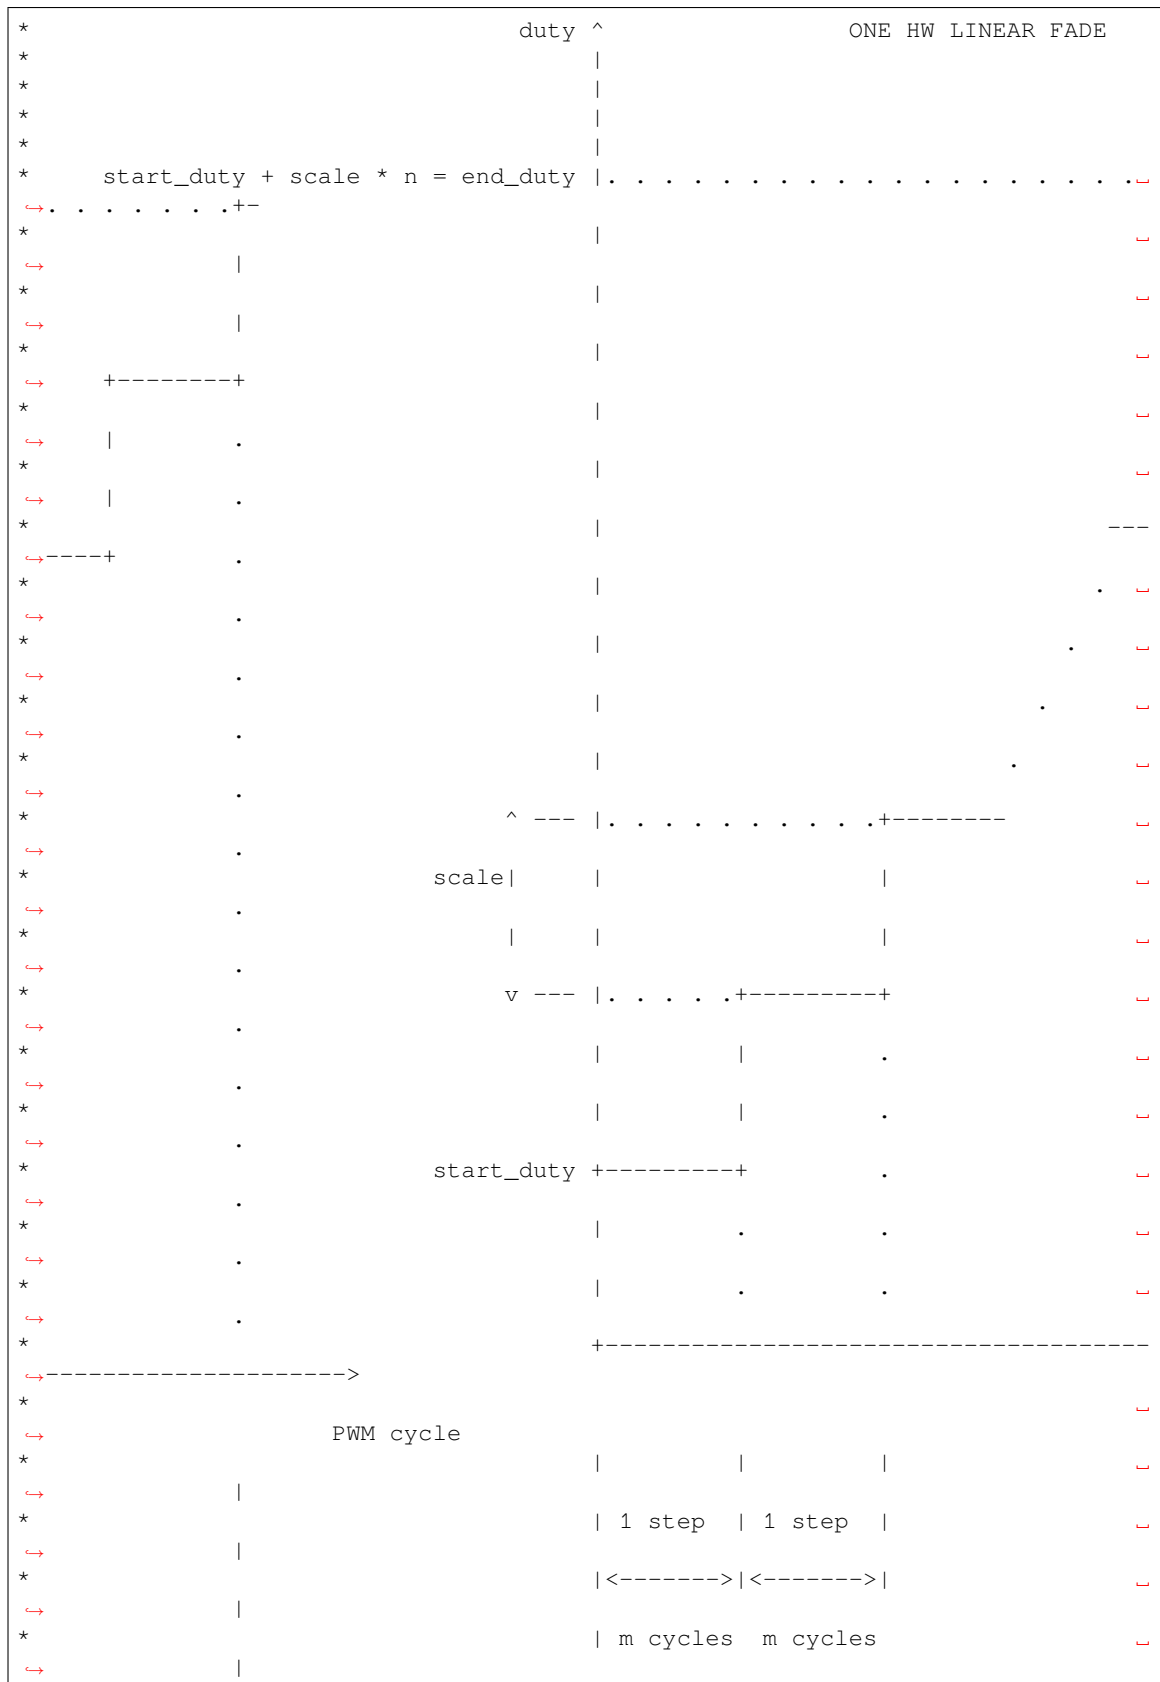 * duty ^ ONE HW LINEAR FADE
* |
* |
* |
* |
* start_duty + scale * n = end_duty |. . . . . . . . . . . . . . . . . . .␣
↪. . . . . . .+-
* | ␣
↪ |
* | ␣
↪ |
* | ␣
↪ +--------+
* | ␣
↪ | .
* | ␣
↪ | .
* | ---
↪----+ .
* | . ␣
↪ .
* | . ␣
↪ .
* | . ␣
↪ .
* | . ␣
↪ .
* ^ --- |. . . . . . . . . .+-------- ␣
↪ .
* scale| | | ␣
↪ .
* | | | ␣
↪ .
* v --- |. . . . .+---------+ ␣
↪ .
* | | . ␣
↪ .
* | | . ␣
↪ .
* start_duty +---------+ . ␣
↪ .
* | . . ␣
↪ .
* | . . ␣
↪ .
* +--------------------------------------
↪--------------------->
* ␣
↪ PWM cycle
* | | | ␣
↪ |
* | 1 step | 1 step | ␣
↪ |
* |<------->|<------->| ␣
↪ |
* | m cycles m cycles ␣
↪ |